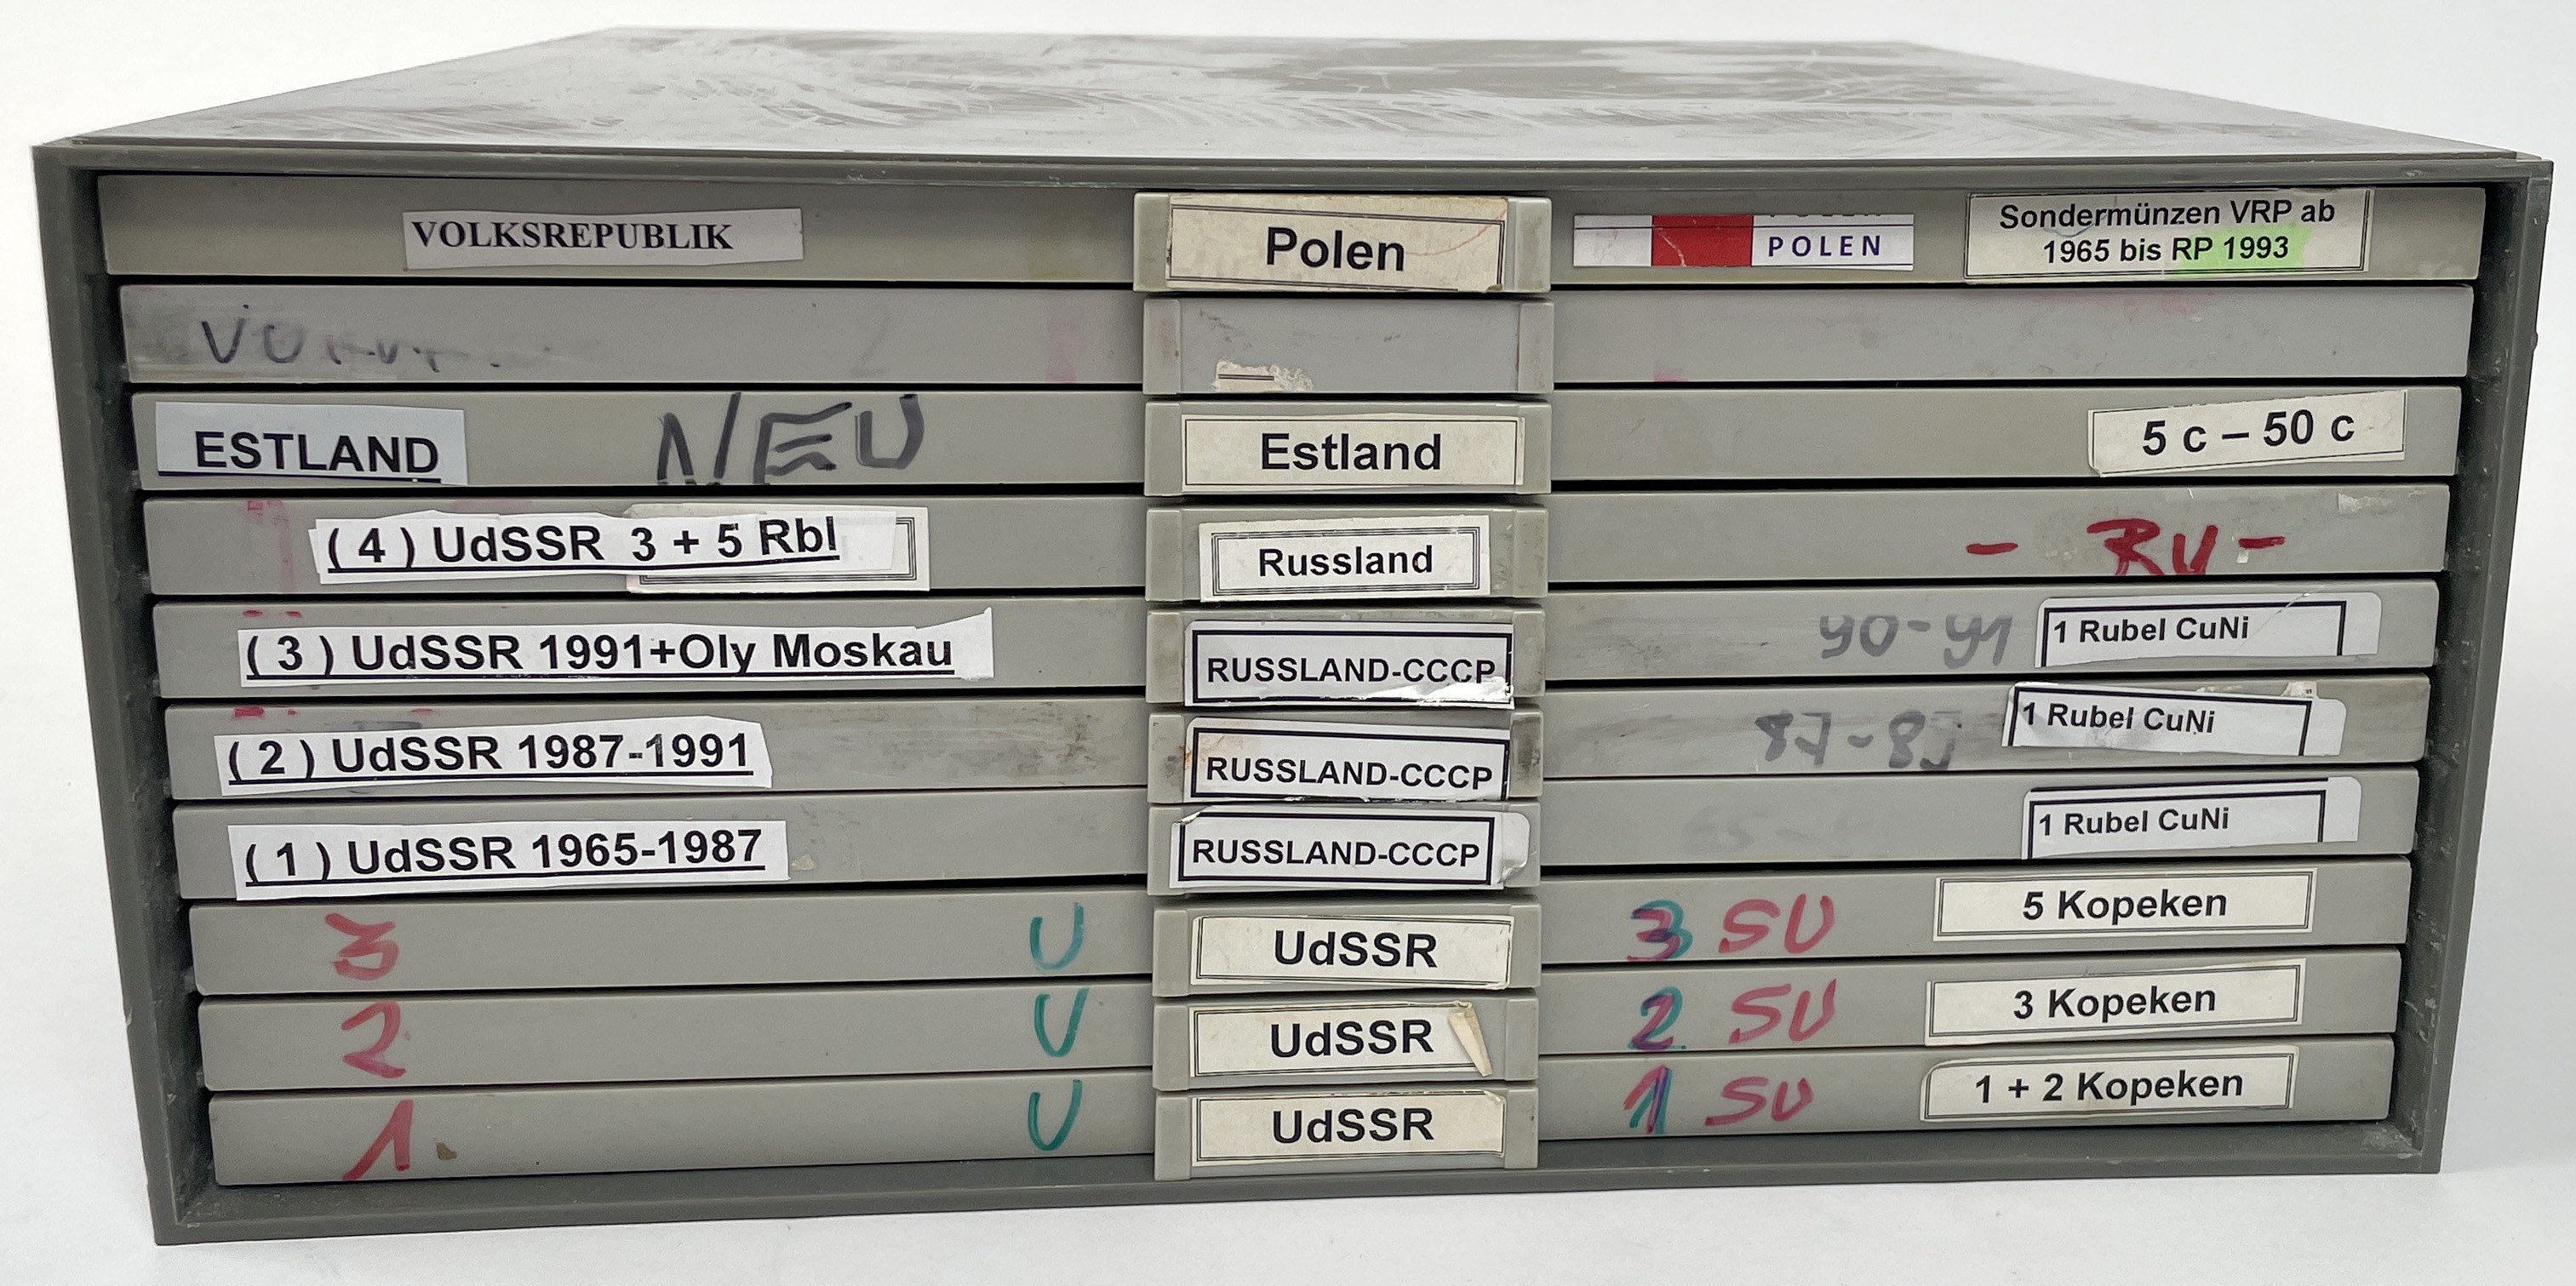 VOLKSREPUBLIK
Polen
POLEN
Sondermünzen VRP ab
1965 bis RP 1993
ESTLAND
NEU
Estland
5 c – 50 c
( 4 ) UdSSR 3 + 5 Rbl
Russland
- RU -
( 3 ) UdSSR 1991+Oly Moskau
RUSSLAND-CCCP
90-91
1 Rubel CuNi
( 2 ) UdSSR 1987-1991
RUSSLAND-CCCP
1 Rubel CuNi
( 1 ) UdSSR 1965-1987
RUSSLAND-CCCP
1 Rubel CuNi
3
U
UdSSR
3 SU
5 Kopeken
2
U
UdSSR
2 SU
3 Kopeken
1.
U
UdSSR
1 SU
1 + 2 Kopeken